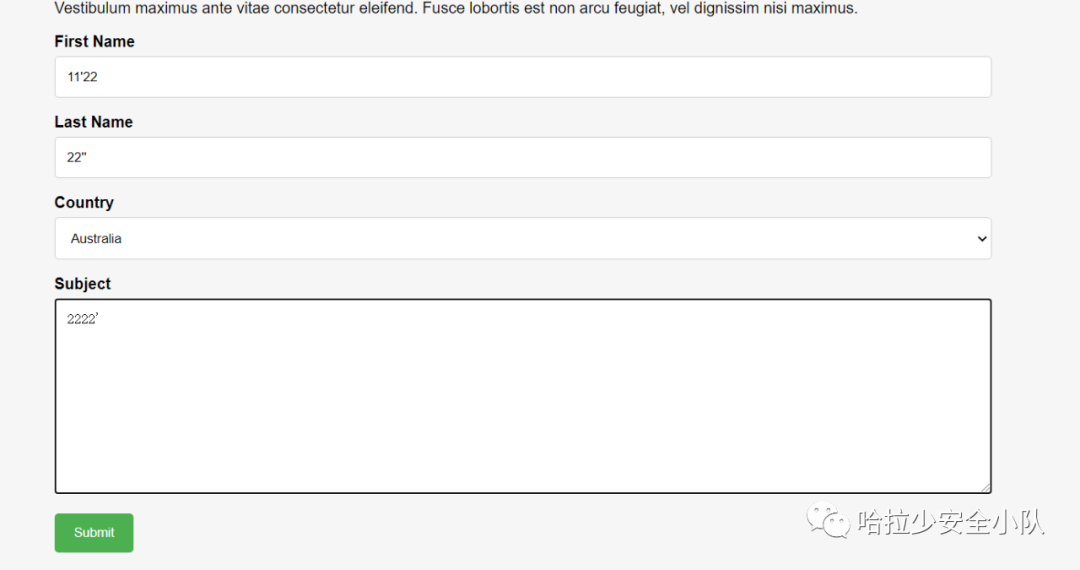 Vestibulum maximus ante vitae consectetur eleifend. Fusce lobortis est non arcu feugiat, vel dignissim nisi maximus.
First Name
11'22
Last Name
22"
Country
Australia
Subject
2222'
Submit
哈拉少安全小队